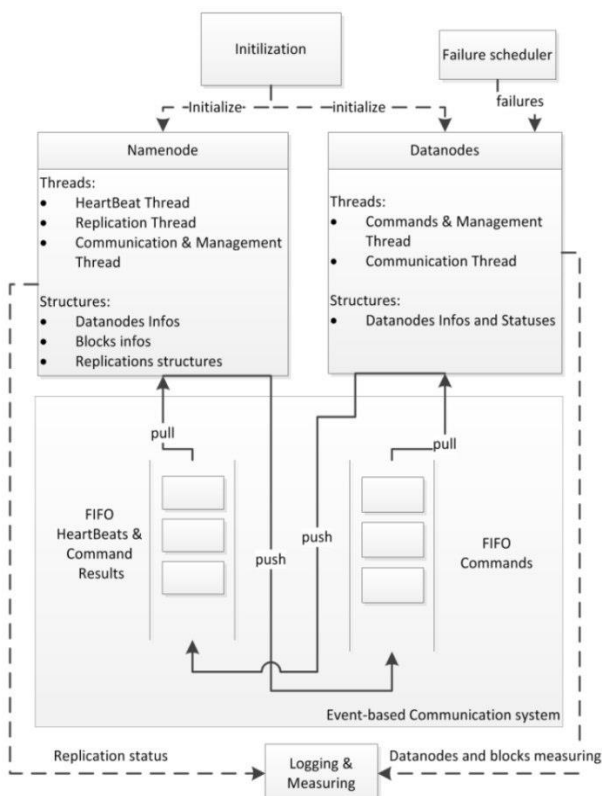 Initilization
Failure scheduler
Initialize
initialize
failures
Namenode
Threads:
• HeartBeat Thread
• Replication Thread
• Communication & Management
Thread
Structures:
• Datanodes Infos
• Blocks infos
• Replications structures
Datanodes
Threads:
• Commands & Management
Thread
• Communication Thread
Structures:
• Datanodes Infos and Statuses
pull
pull
FIFO
HeartBeats &
Command
Results
push
push
FIFO
Commands
Event-based Communication system
Replication status
Logging &
Measuring
Datanodes and blocks measuring